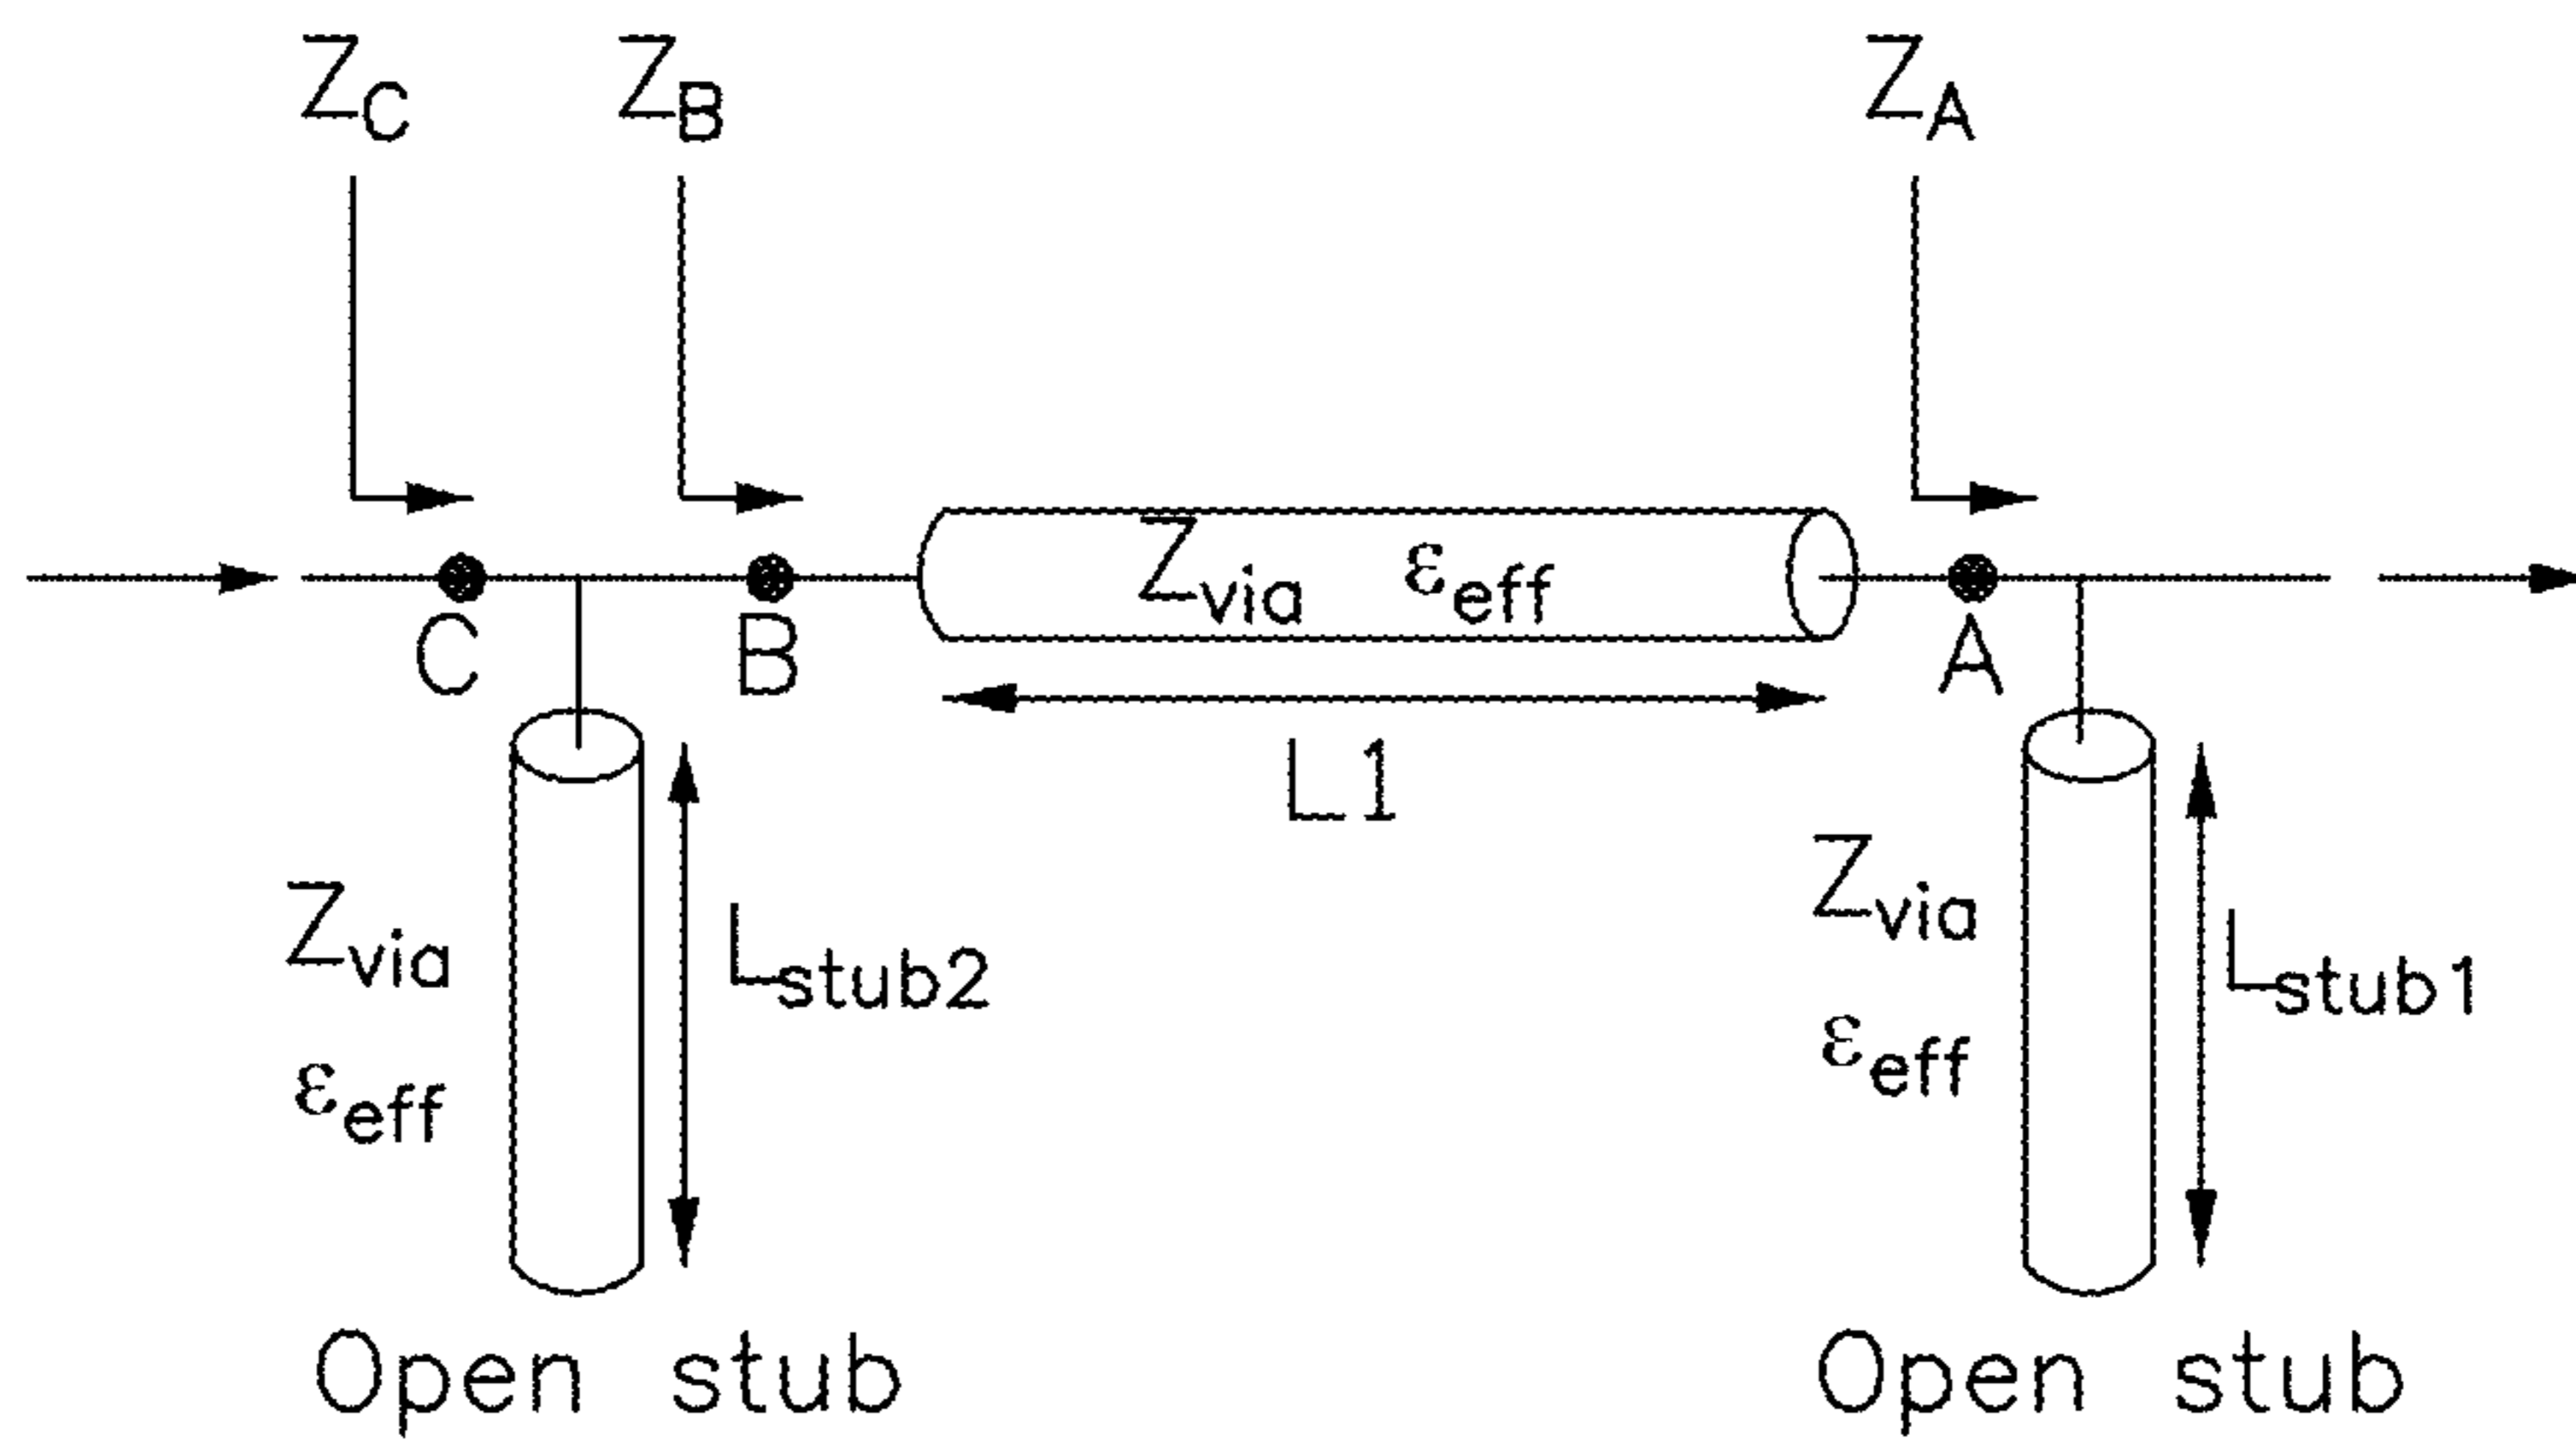 Z_C Z_B Z_A
Z_via ε_eff
C B A
L1
Z_via L_stub2 Z_via L_stub1
ε_eff ε_eff
Open stub Open stub